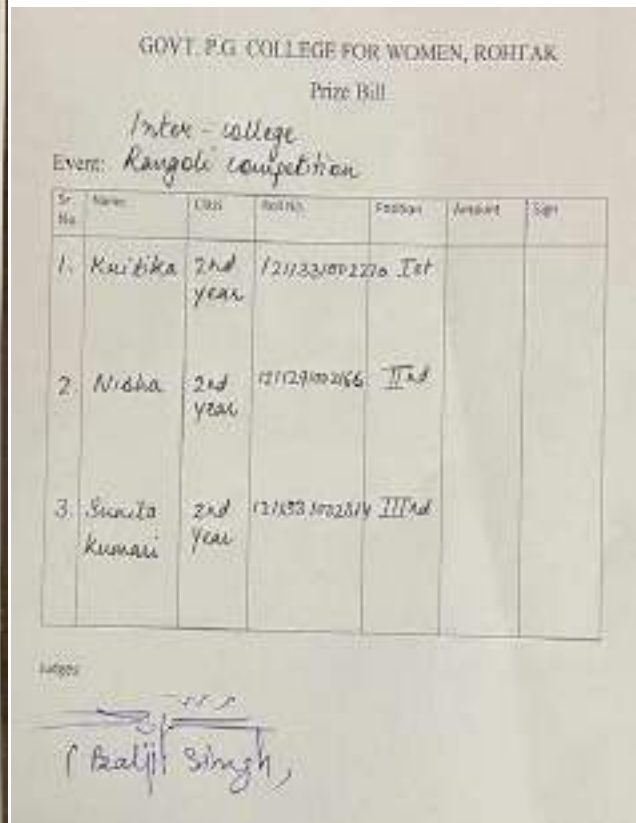 GOVT. P.G. COLLEGE FOR WOMEN, ROHTAK
Prize Bill
Inter - college
Event: Rangoli competition
Sr. No. Name Class Roll No. Position Amount Sign
1. Kritika 2nd year Ist
2. Nisha 2nd year IInd
3. Sunita Kumari 2nd year IIIrd
Judges
(Baljit Singh)